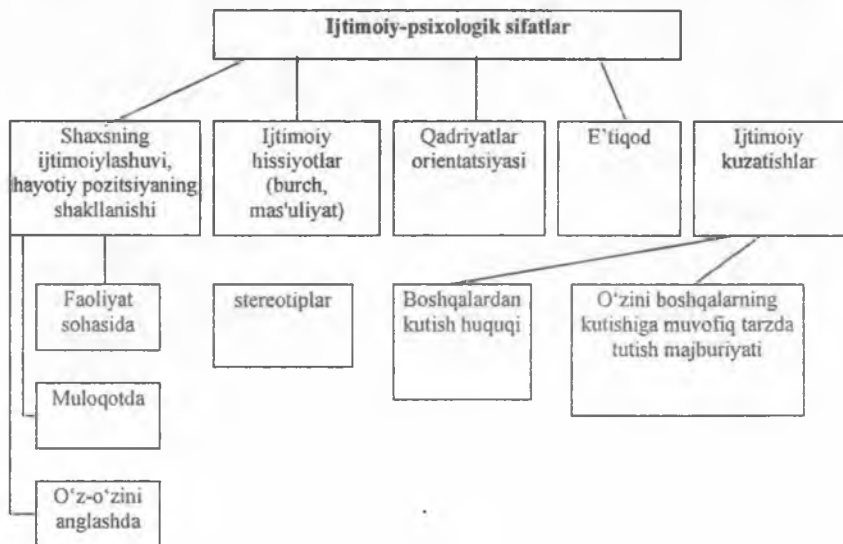 Ijtimoiy-psixologik sifatlar
Shaxsning
ijtimoiylashuvi,
hayotiy pozitsiyaning
shakllanishi
Ijtimoiy
hissiyotlar
(burch,
mas'uliyat)
Qadriyatlar
orientatsiyasi
E'tiqod
Ijtimoiy
kuzatishlar
Faoliyat
sohasida
stereotiplar
Boshqalardan
kutish huquqi
O‘zini boshqalarning
kutishiga muvofiq tarzda
tutish majburiyati
Muloqotda
O‘z-o‘zini
anglashda